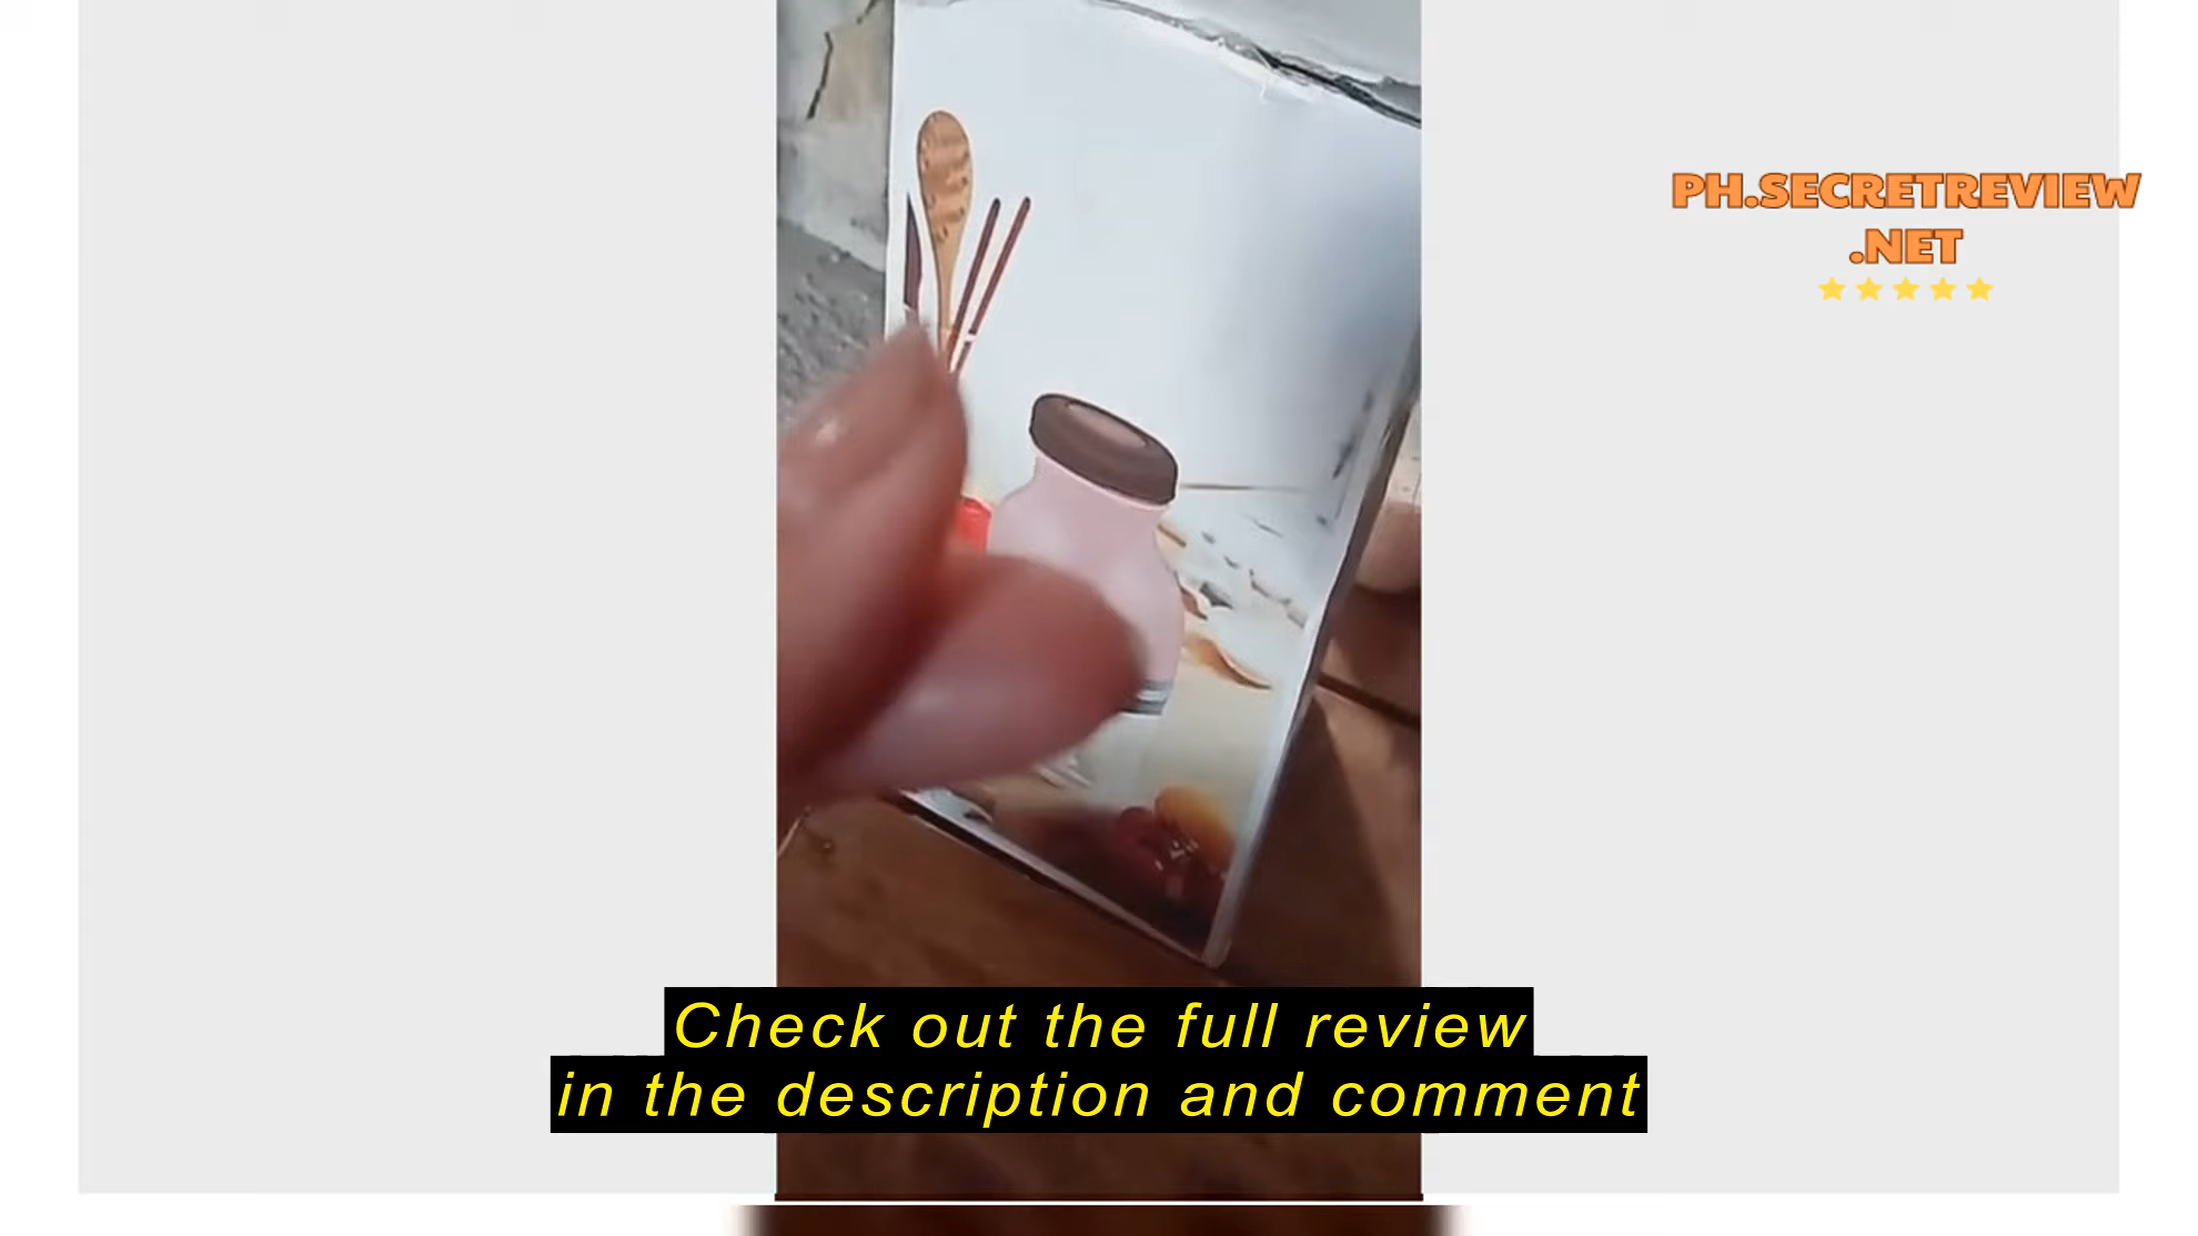 PH.SECRETREVIEW
.NET
Check out the full review
in the description and comment